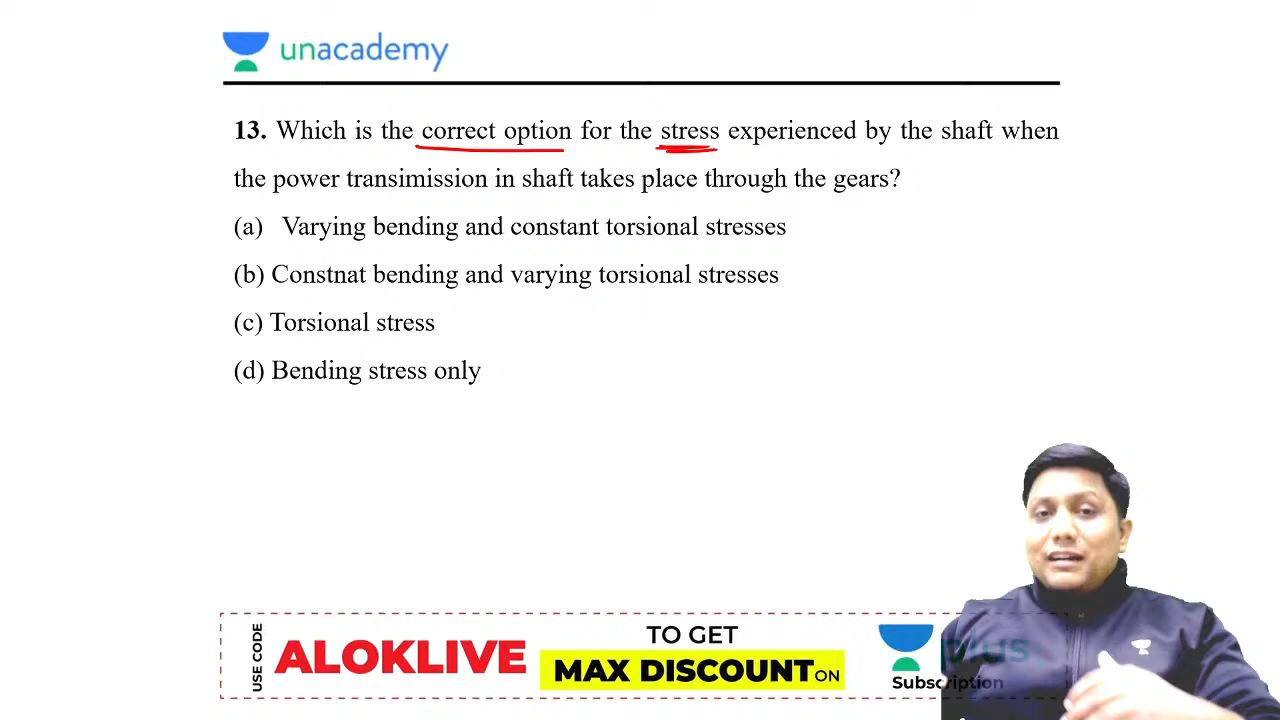 unacademy
13. Which is the correct option for the stress experienced by the shaft when
the power transimission in shaft takes place through the gears?
(a) Varying bending and constant torsional stresses
(b) Constnat bending and varying torsional stresses
(c) Torsional stress
(d) Bending stress only
USE CODE
ALOKLIVE
TO GET
MAX DISCOUNT ON
plus
Subscription